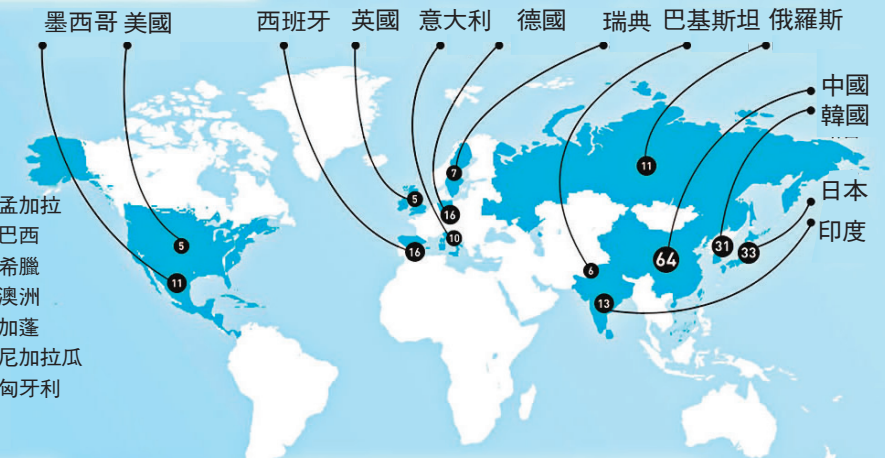 墨西哥 美國 西班牙 英國 意大利 德國 瑞典 巴基斯坦 俄羅斯
中國
韓國
日本
印度
孟加拉
巴西
希臘
澳洲
加蓬
尼加拉瓜
匈牙利
7
11
5
16
5
10
16
31
33
64
6
11
13